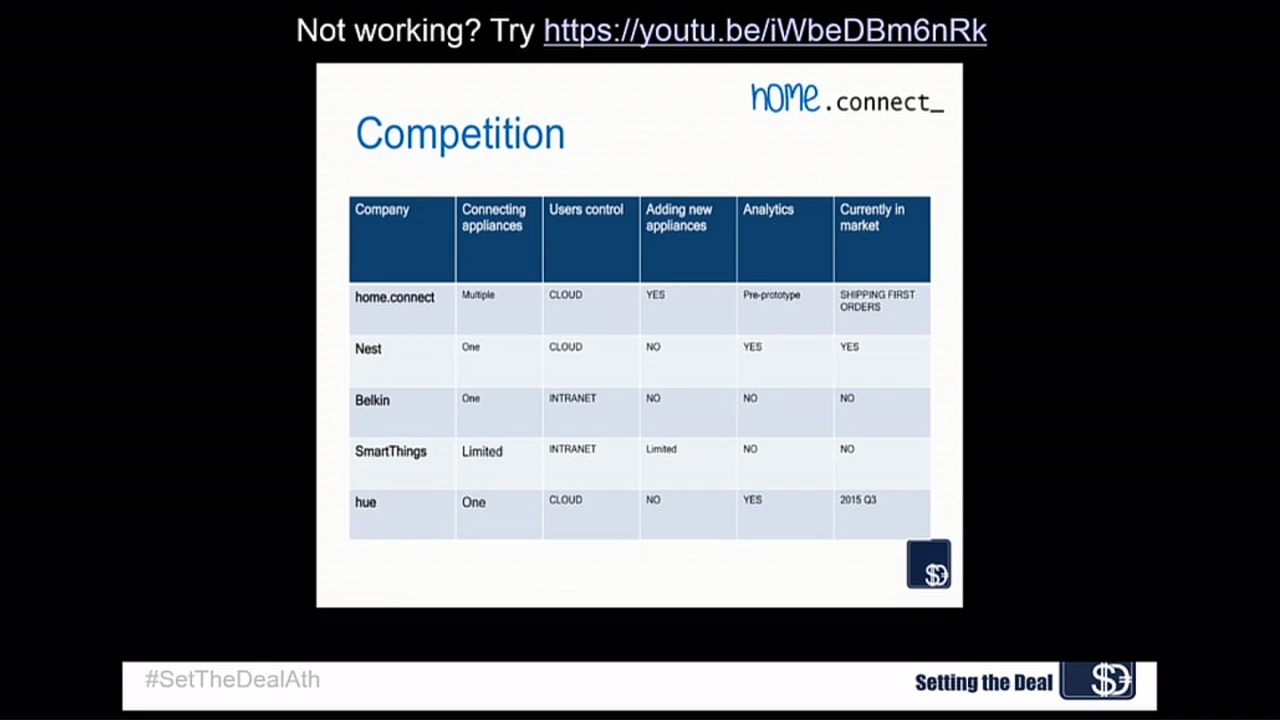 Not working? Try https://youtu.be/iWbeDBm6nRk
hOMe.connect_
Competition
Company Connecting appliances Users control Adding new appliances Analytics Currently in market
home.connect Multiple CLOUD YES Pre-prototype SHIPPING FIRST ORDERS
Nest One CLOUD NO YES YES
Belkin One INTRANET NO NO NO
SmartThings Limited INTRANET Limited NO NO
hue One CLOUD NO YES 2015 Q3
#SetTheDealAth
Setting the Deal